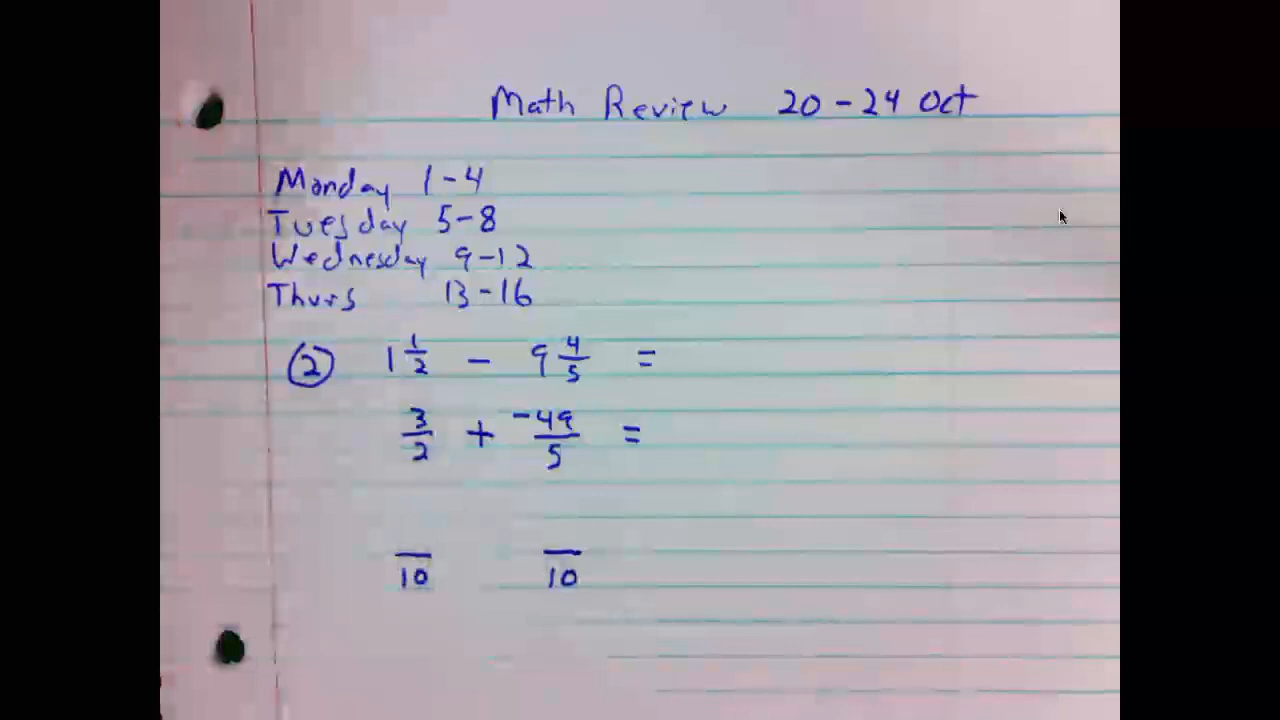 Math Review 20 - 24 Oct
Monday 1-4
Tuesday 5-8
Wednesday 9-12
Thurs 13-16
② 1 1/2 - 9 4/5 =
3/2 + -49/5 =
/10 /10